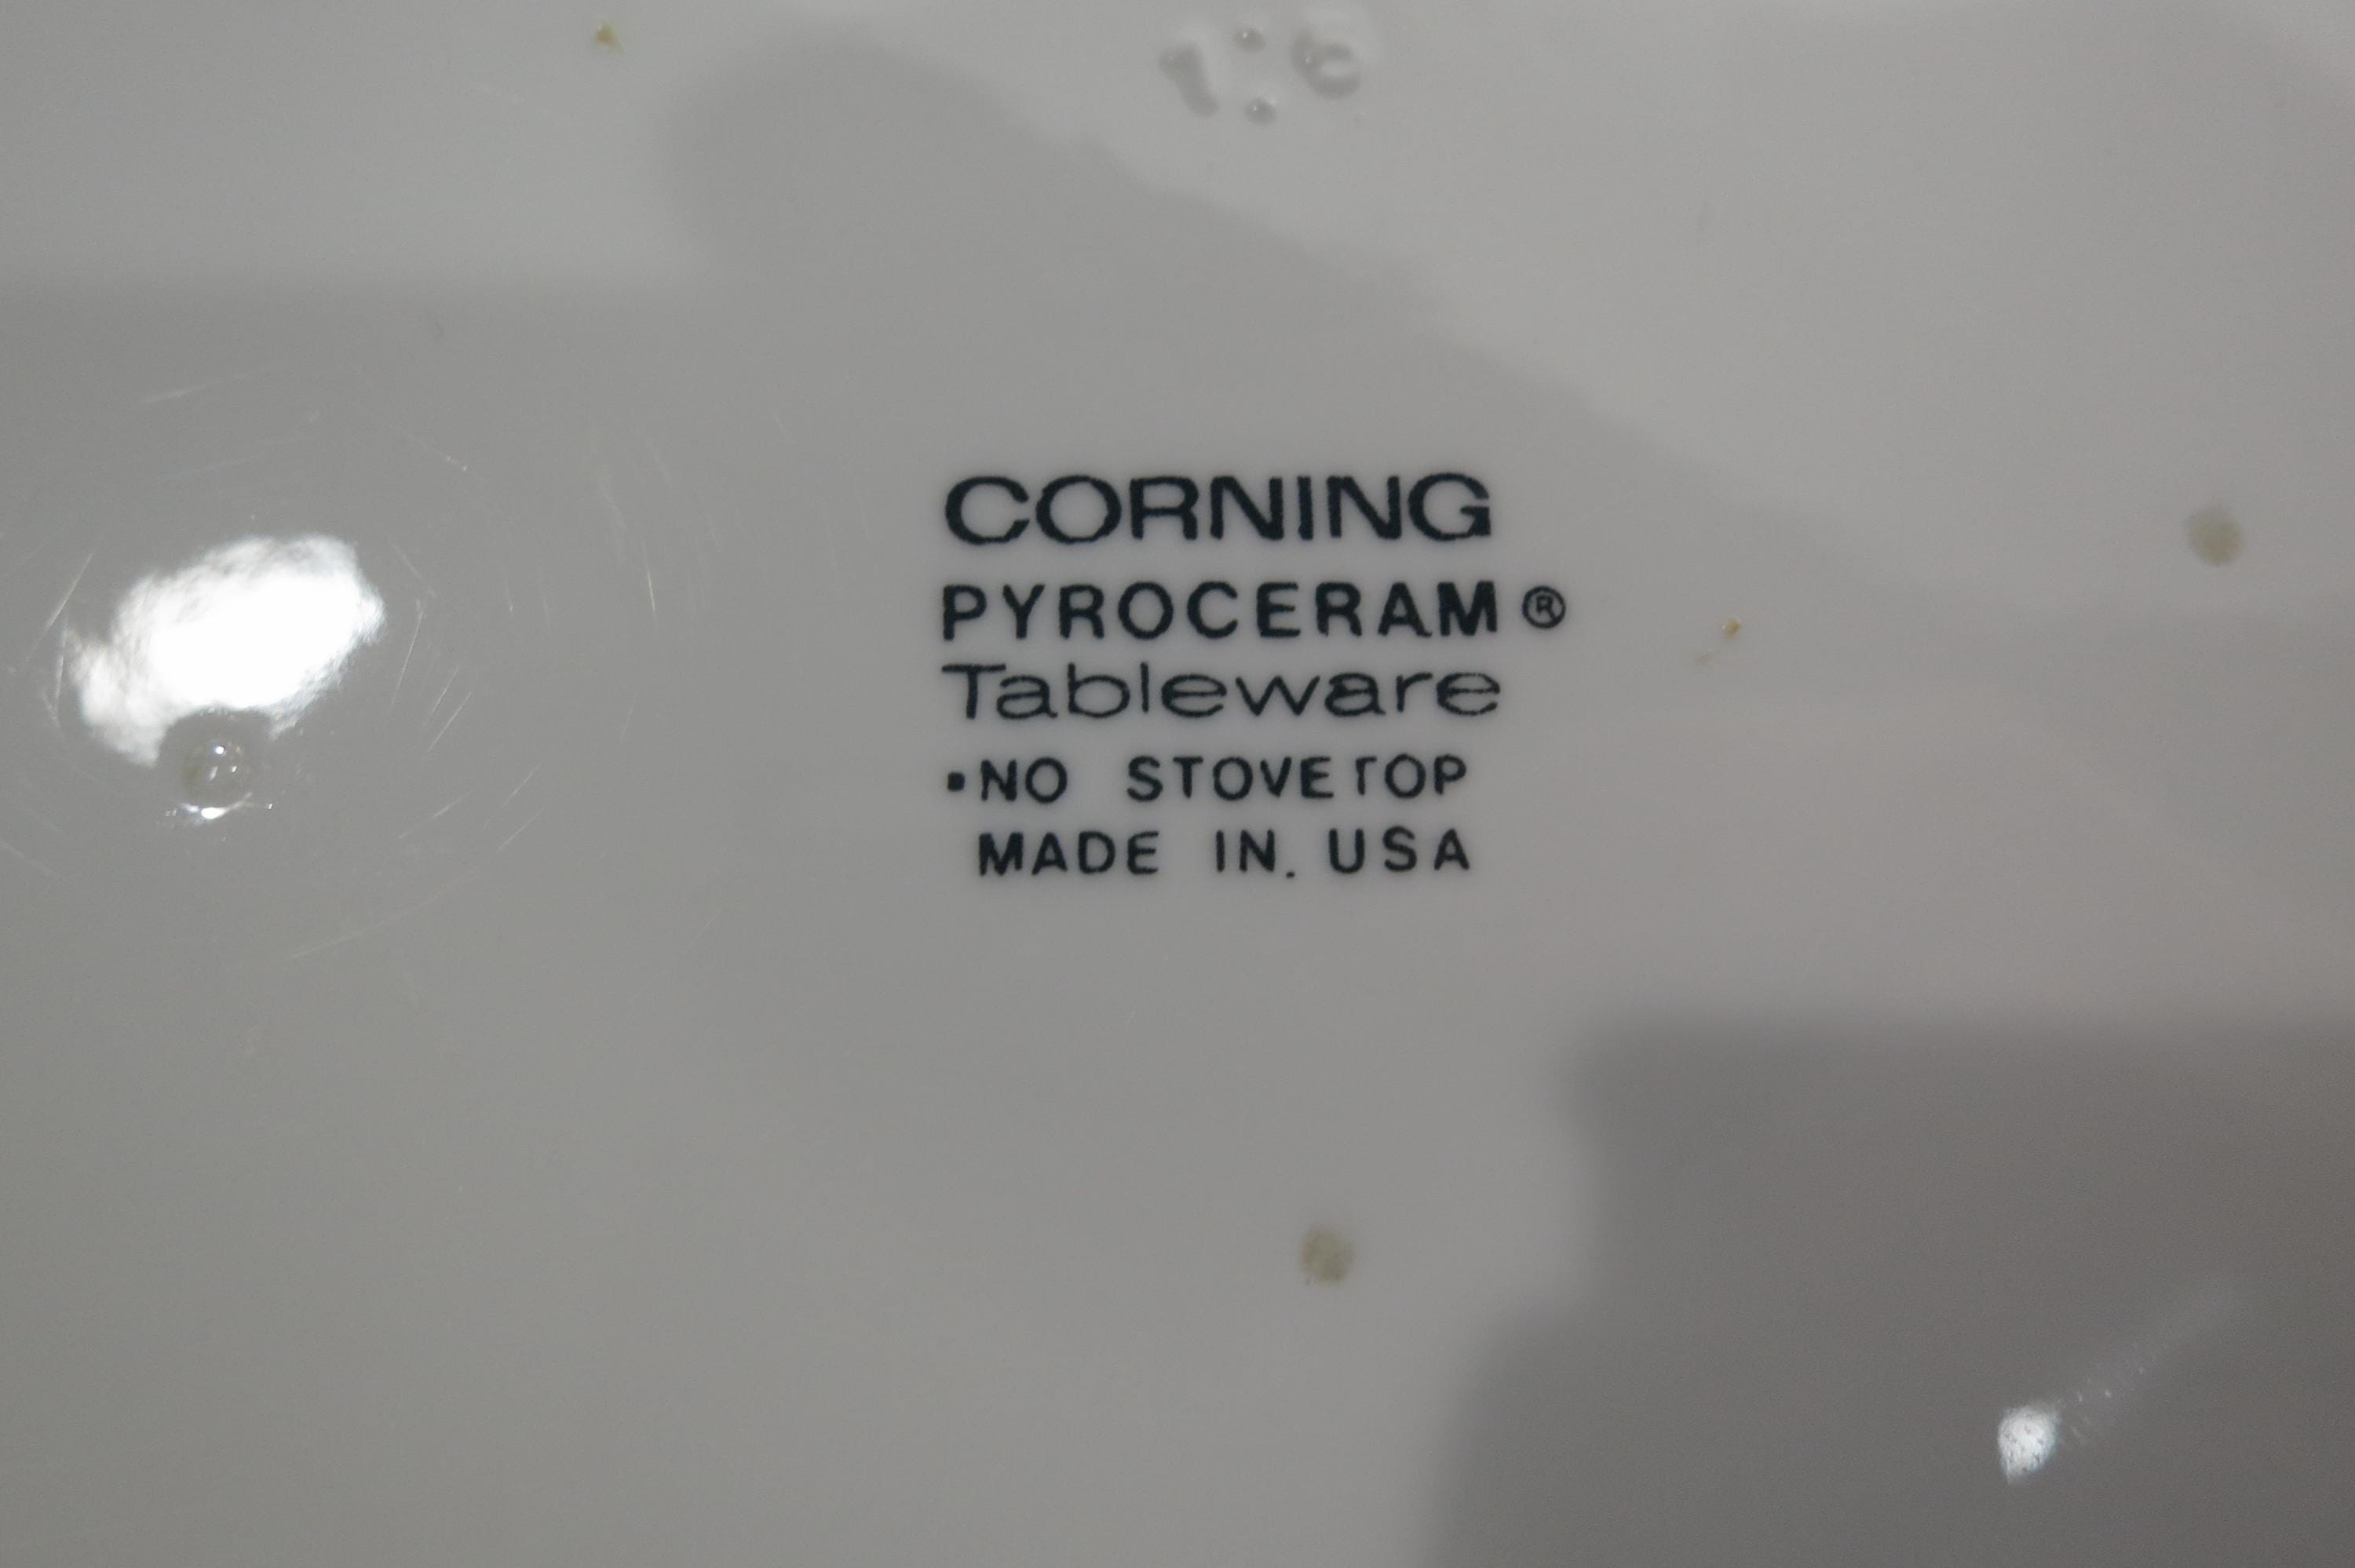 CORNING
PYROCERAM®
Tableware
▪NO STOVETOP
MADE IN. USA